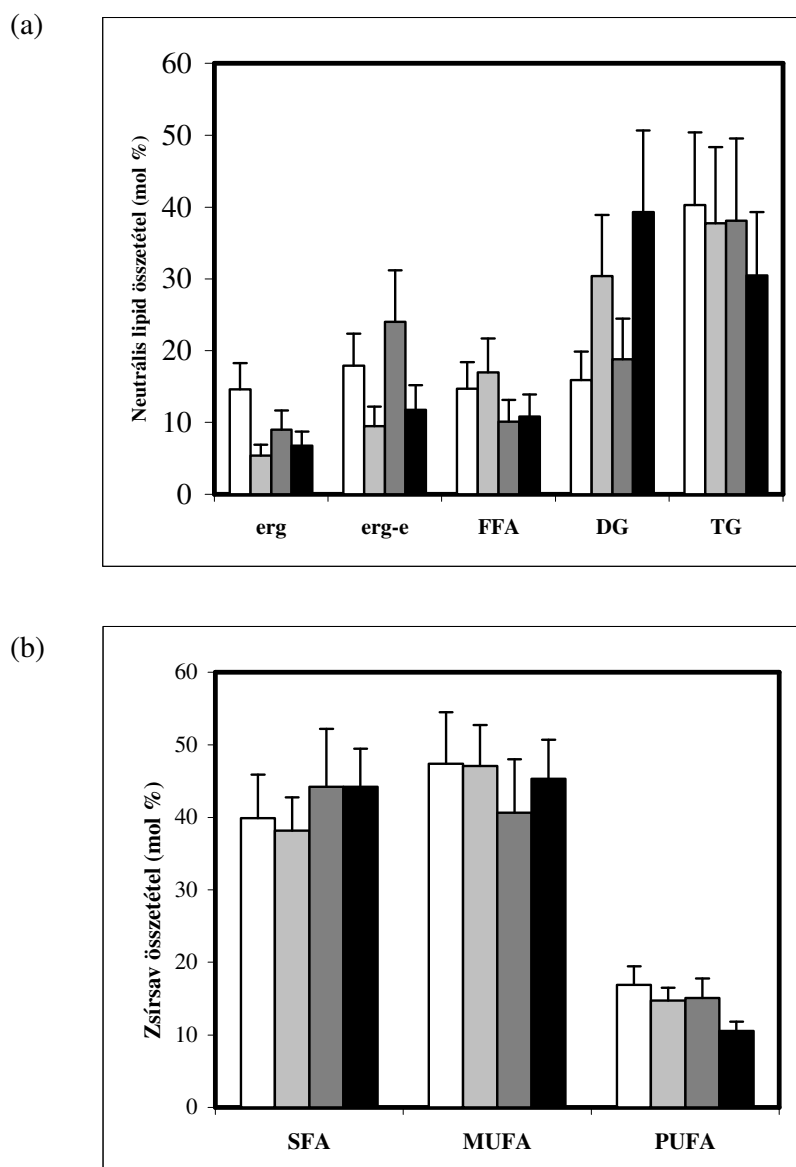 (a)
Neutrális lipid összetétel (mol %)
60
50
40
30
20
10
0
erg erg-e FFA DG TG
(b)
Zsírsav összetétel (mol %)
60
50
40
30
20
10
0
SFA MUFA PUFA